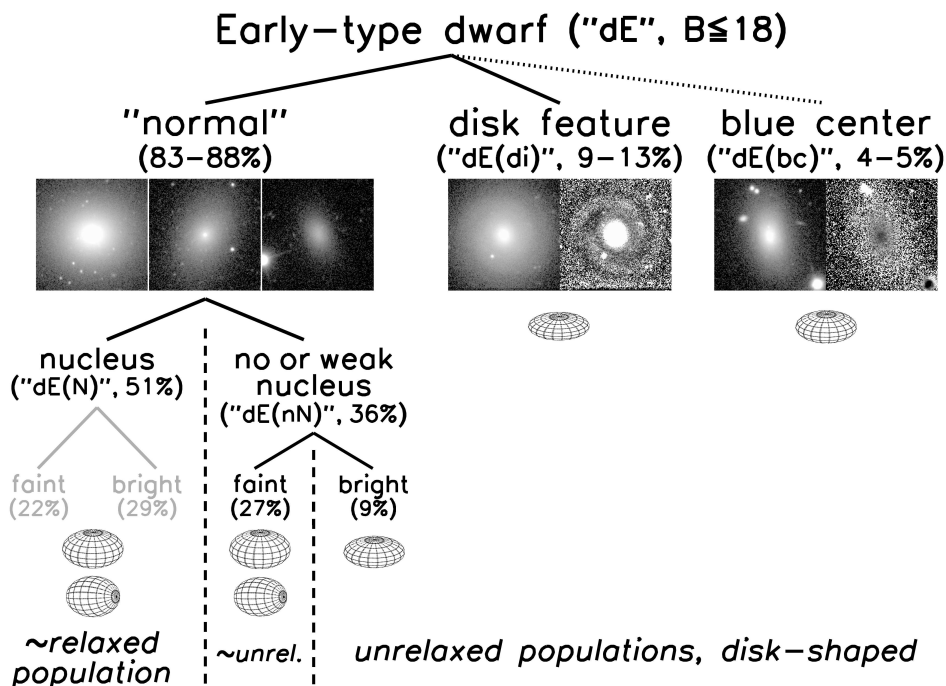 Early-type dwarf ("dE", B≦18)
"normal"
(83-88%)
disk feature
("dE(di)", 9-13%)
blue center
("dE(bc)", 4-5%)
nucleus
("dE(N)", 51%)
no or weak
nucleus
("dE(nN)", 36%)
faint
(22%)
bright
(29%)
faint
(27%)
bright
(9%)
~relaxed
population
~unrel.
unrelaxed populations, disk-shaped